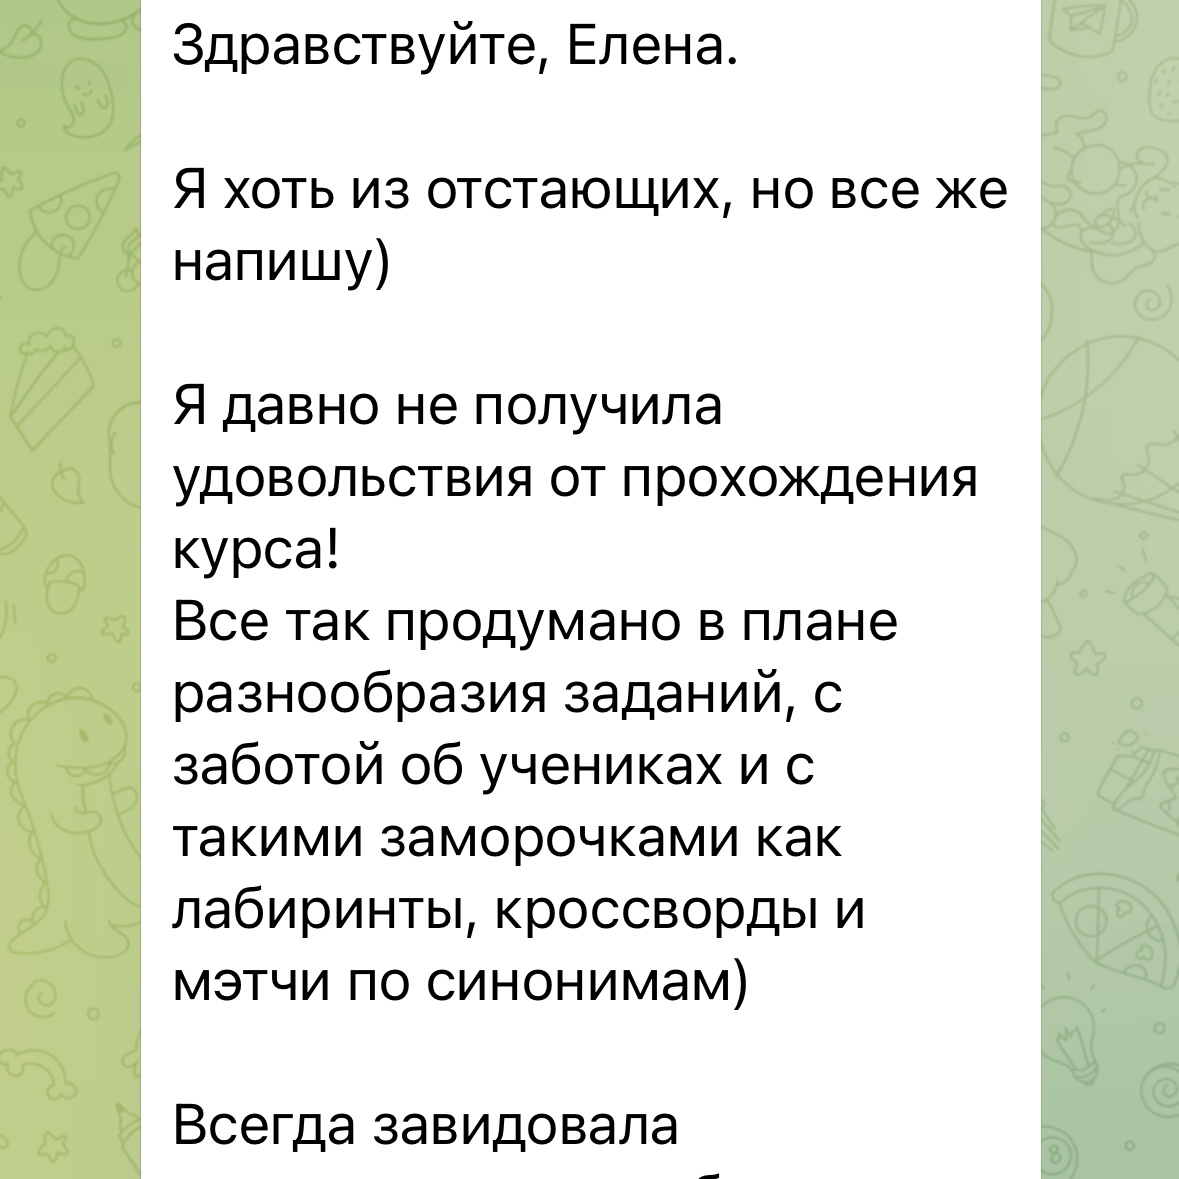 Здравствуйте, Елена.
Я хоть из отстающих, но все же
напишу)
Я давно не получила
удовольствия от прохождения
курса!
Все так продумано в плане
разнообразия заданий, с
заботой об учениках и с
такими заморочками как
лабиринты, кроссворды и
мэтчи по синонимам)
Всегда завидовала